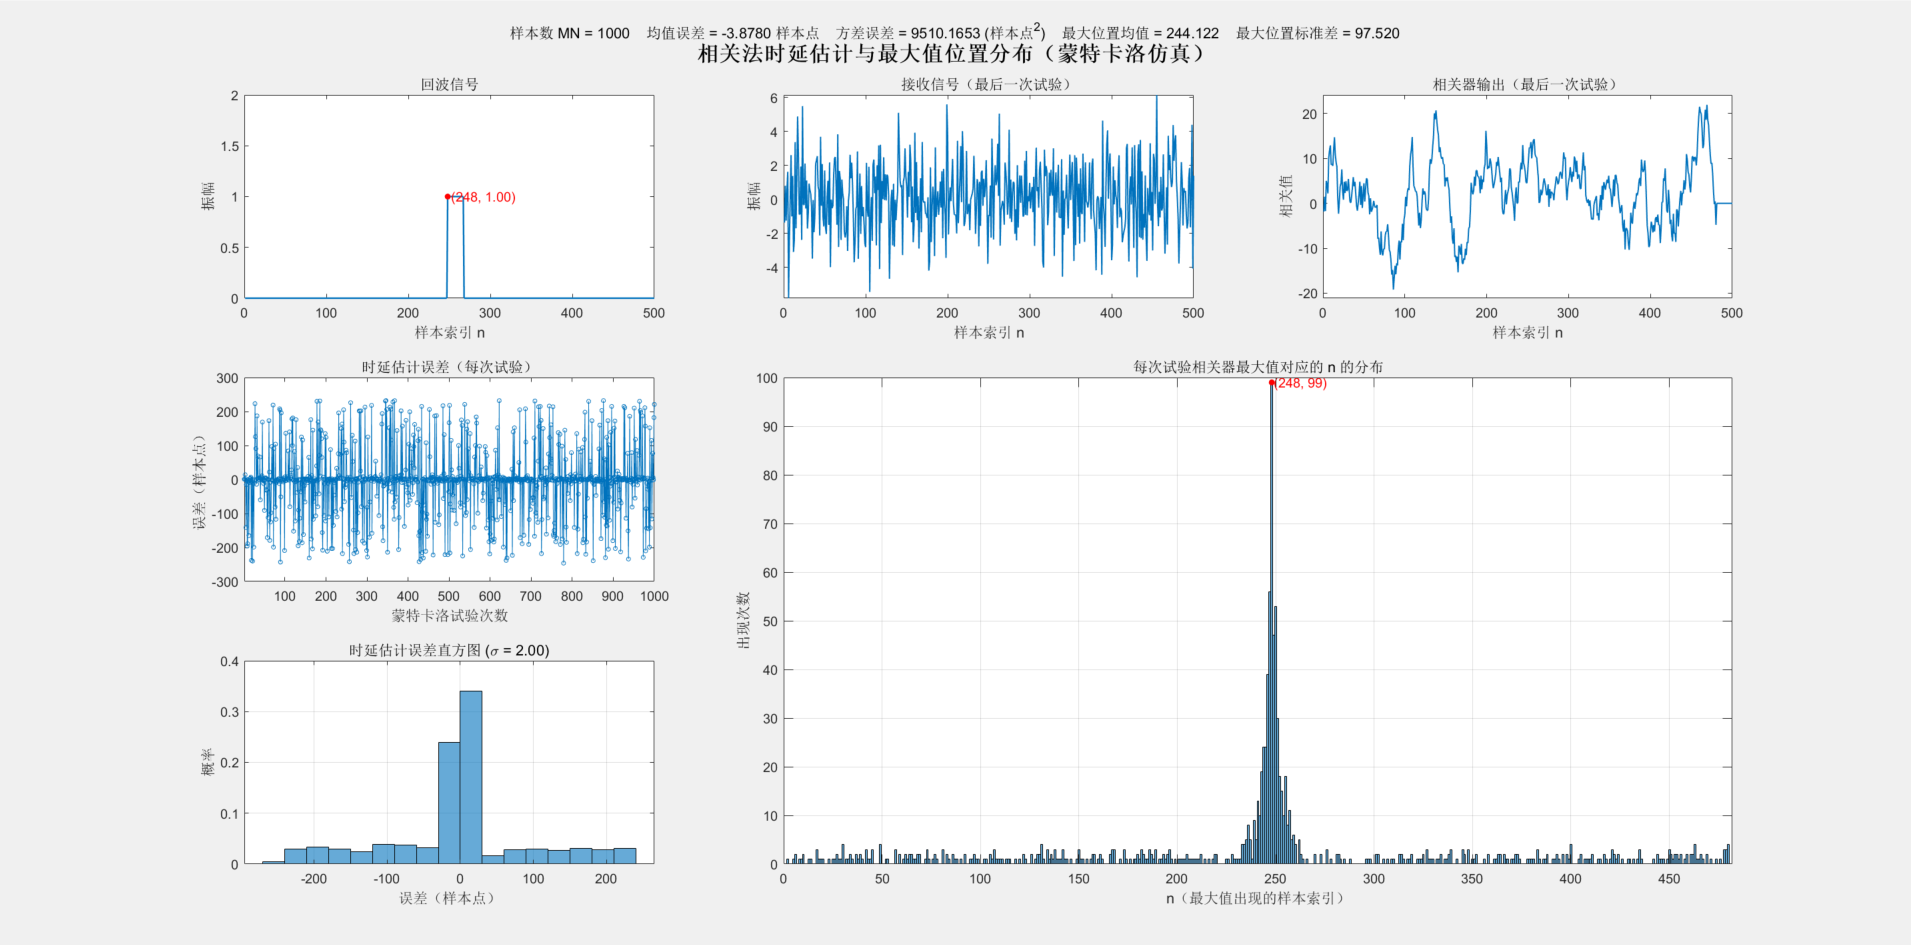 样本数 MN = 1000 均值误差 = -3.8780 样本点 方差误差 = 9510.1653 (样本点2) 最大位置均值 = 244.122 最大位置标准差 = 97.520
相关法时延估计与最大值位置分布（蒙特卡洛仿真）
回波信号
2
1.5
1
0.5
0
振幅
(248, 1.00)
0 100 200 300 400 500
样本索引 n
接收信号（最后一次试验）
6
4
2
0
-2
-4
振幅
0 100 200 300 400 500
样本索引 n
相关器输出（最后一次试验）
20
10
0
-10
-20
相关值
0 100 200 300 400 500
样本索引 n
时延估计误差（每次试验）
300
200
100
0
-100
-200
-300
误差（样本点）
100 200 300 400 500 600 700 800 900 1000
蒙特卡洛试验次数
时延估计误差直方图 (σ = 2.00)
0.4
0.3
0.2
0.1
0
概率
-200 -100 0 100 200
误差（样本点）
每次试验相关器最大值对应的 n 的分布
100
90
80
70
60
50
40
30
20
10
0
出现次数
(248, 99)
0 50 100 150 200 250 300 350 400 450
n（最大值出现的样本索引）